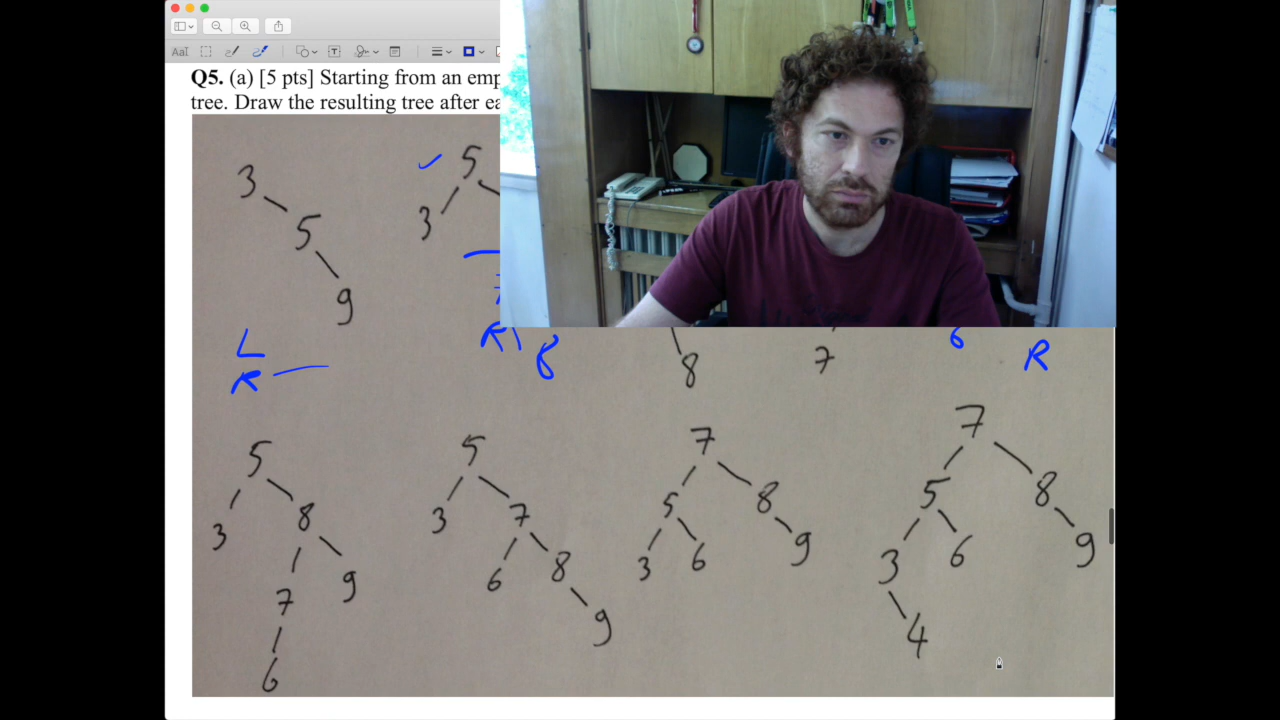 AaI T
Q5. (a) [5 pts] Starting from an emp
tree. Draw the resulting tree after ea
3 5
5 3
9
L R 8 8 7 6 R
R
5 5 7 7
3 8 3 7 5 8 5 8
7 9 6 8 3 6 9 3 6 9
6 9 4